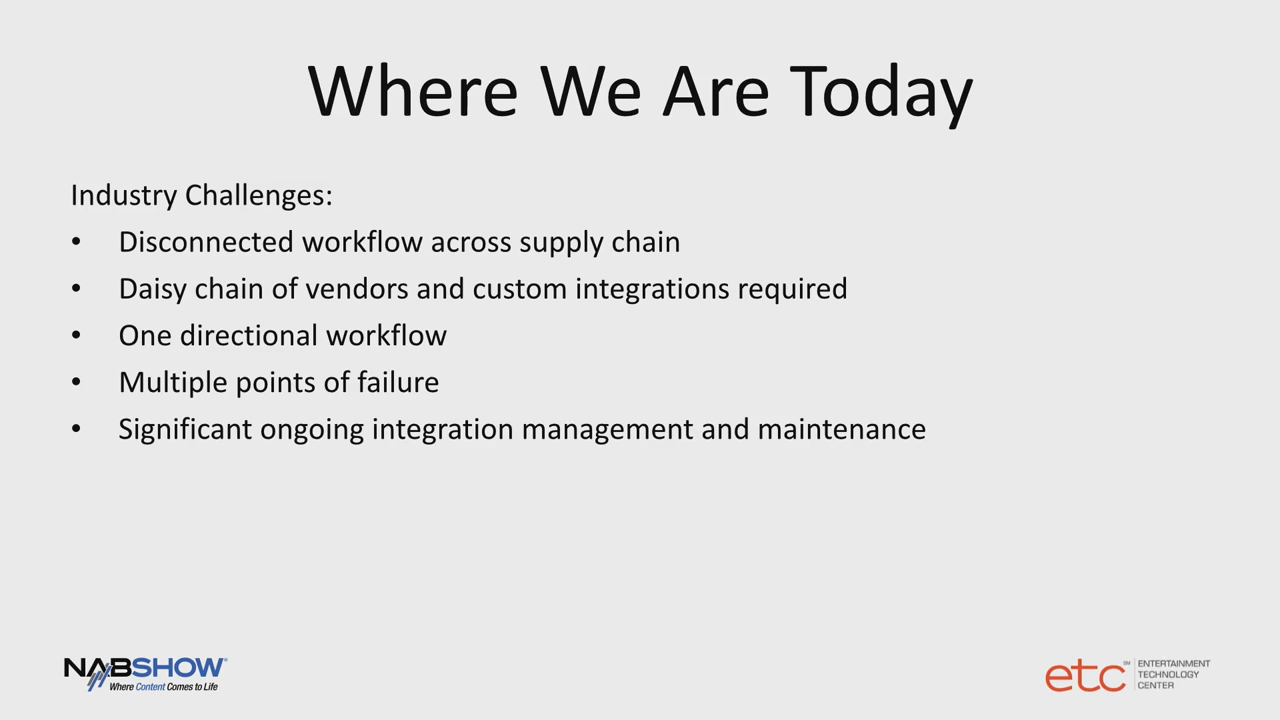 Where We Are Today
Industry Challenges:
• Disconnected workflow across supply chain
• Daisy chain of vendors and custom integrations required
• One directional workflow
• Multiple points of failure
• Significant ongoing integration management and maintenance
NABSHOW®
Where Content Comes to Life
etc℠
ENTERTAINMENT
TECHNOLOGY
CENTER